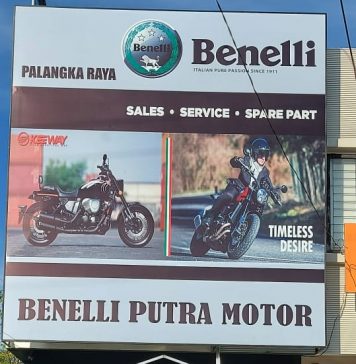 Benelli
Benelli
ITALIAN PURE PASSION SINCE 1911
PALANGKA RAYA
SALES • SERVICE • SPARE PART
KEEWAY
TIMELESS
DESIRE
BENELLI PUTRA MOTOR